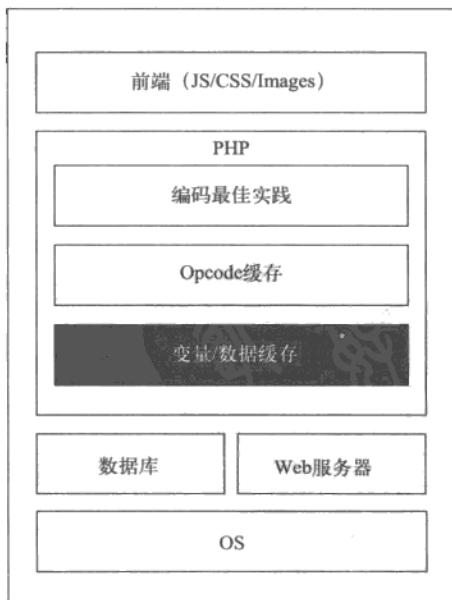 前端（JS/CSS/Images）
PHP
编码最佳实践
Opcode缓存
变量/数据缓存
数据库
Web服务器
OS